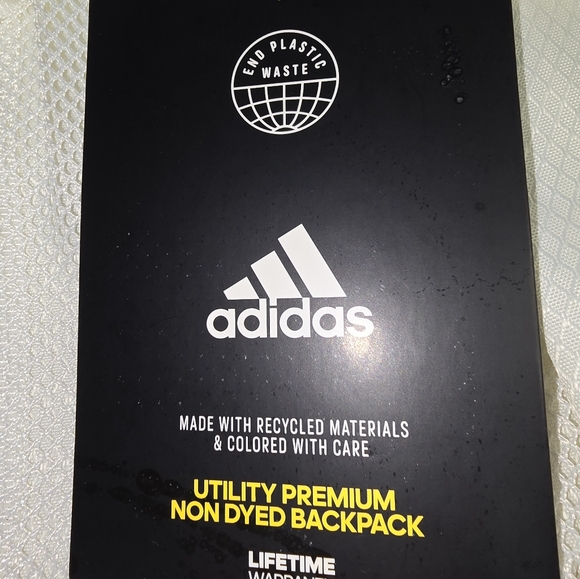 END PLASTIC
WASTE
adidas
MADE WITH RECYCLED MATERIALS
& COLORED WITH CARE
UTILITY PREMIUM
NON DYED BACKPACK
LIFETIME